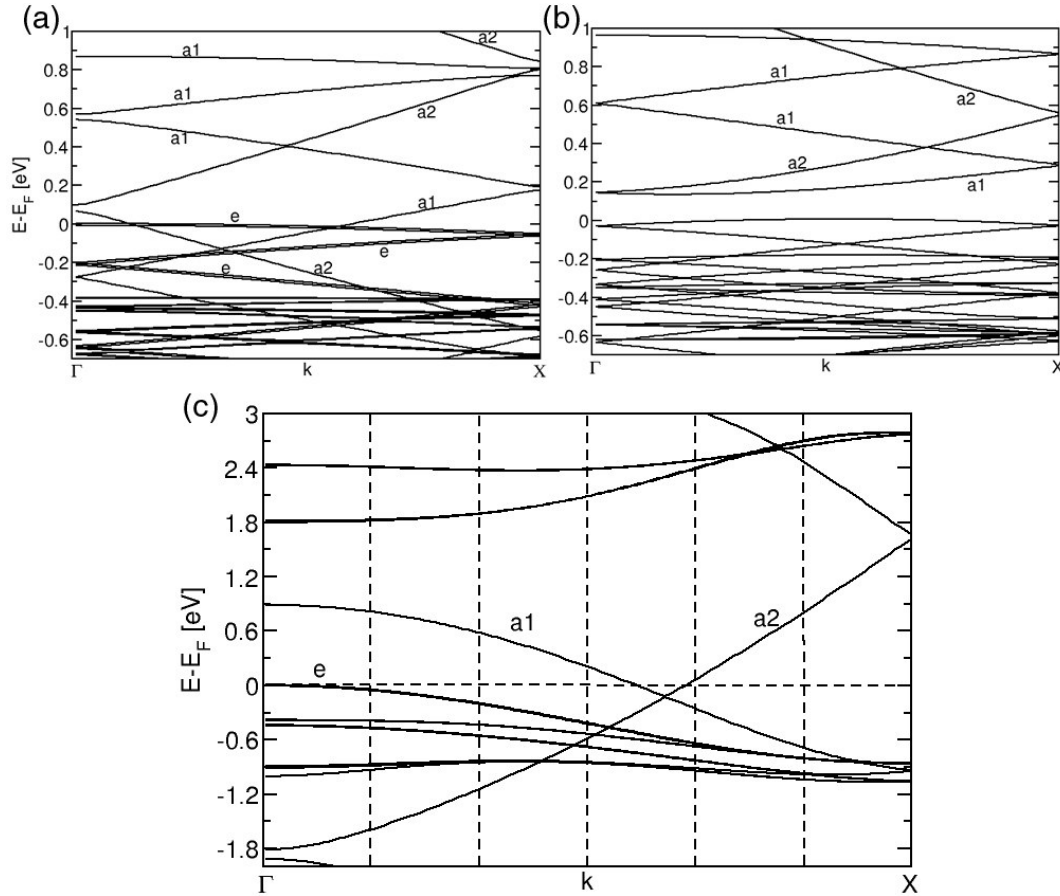 (a)
1
0.8
0.6
0.4
0.2
0
-0.2
-0.4
-0.6
E-E_F [eV]
a1
a2
a1
a1
a2
a1
e
e
e
a2
Γ k X
(b)
1
0.8
0.6
0.4
0.2
0
-0.2
-0.4
-0.6
a1
a2
a1
a2
a1
Γ k X
(c)
3
2.4
1.8
1.2
0.6
0
-0.6
-1.2
-1.8
E-E_F [eV]
a1
a2
e
Γ k X